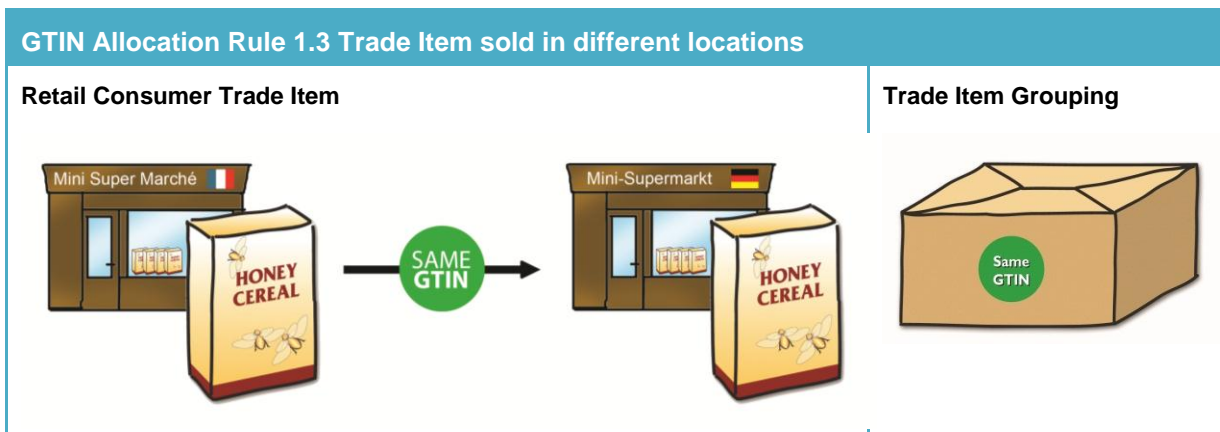 GTIN Allocation Rule 1.3 Trade Item sold in different locations
Retail Consumer Trade Item
Trade Item Grouping
Mini Super Marché
HONEY
CEREAL
SAME
GTIN
Mini-Supermarkt
HONEY
CEREAL
Same
GTIN